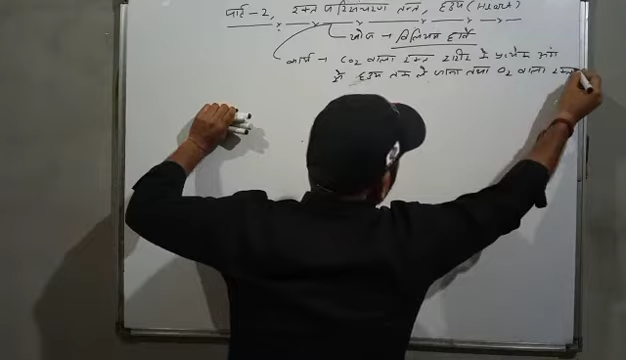 पार्ट-2, रक्त परिसंचरण तन्त्र, हृदय (HEART)
खोज → विलियम हार्वे
कार्य → CO2 वाला रक्त शरीर के प्रत्येक अंग
से हृदय तक ले जाना तथा O2 वाला रक्त